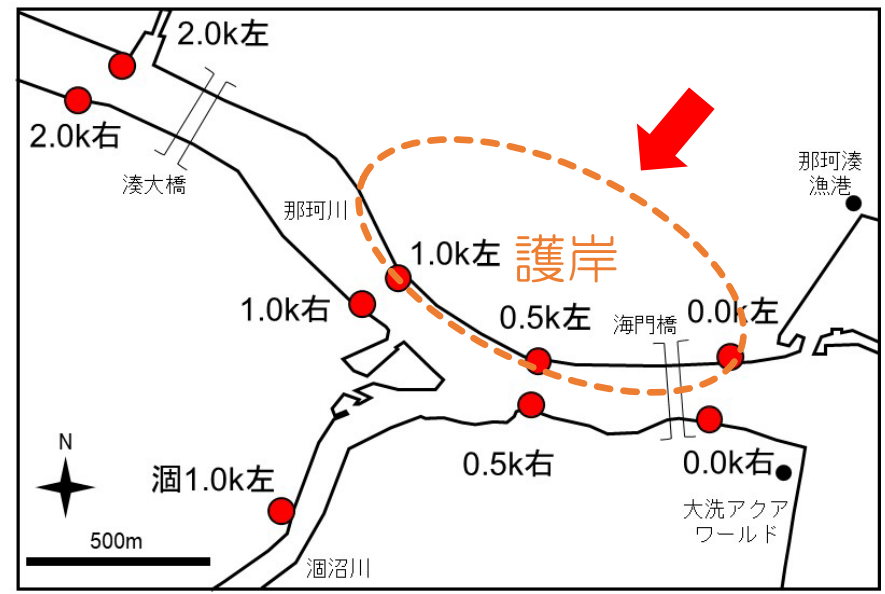 2.0k左
2.0k右
湊大橋
那珂川
那珂湊
漁港
1.0k左
護岸
1.0k右
0.5k左
海門橋
0.0k左
N
涸1.0k左
0.5k右
0.0k右
大洗アクア
ワールド
500m
涸沼川